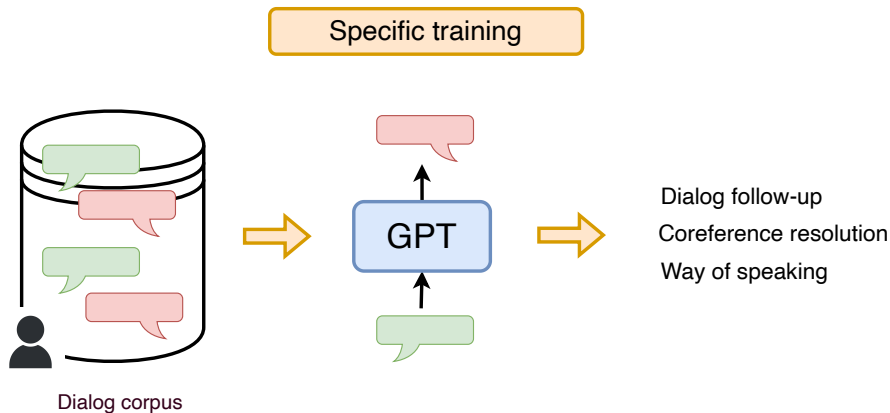 Specific training
GPT
Dialog follow-up
Coreference resolution
Way of speaking
Dialog corpus